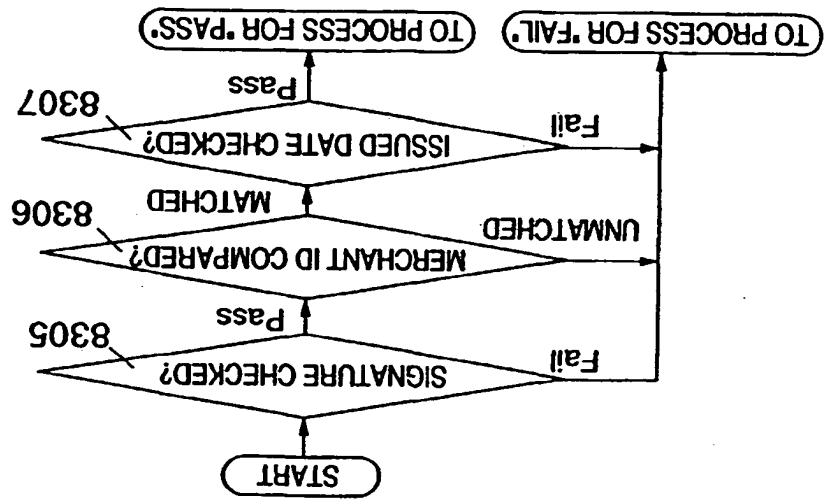 START
SIGNATURE CHECKED?
8305
Fail
Pass
MERCHANT ID COMPARED?
8306
UNMATCHED
MATCHED
ISSUED DATE CHECKED?
8307
Fail
Pass
TO PROCESS FOR "FAIL"
TO PROCESS FOR "PASS"